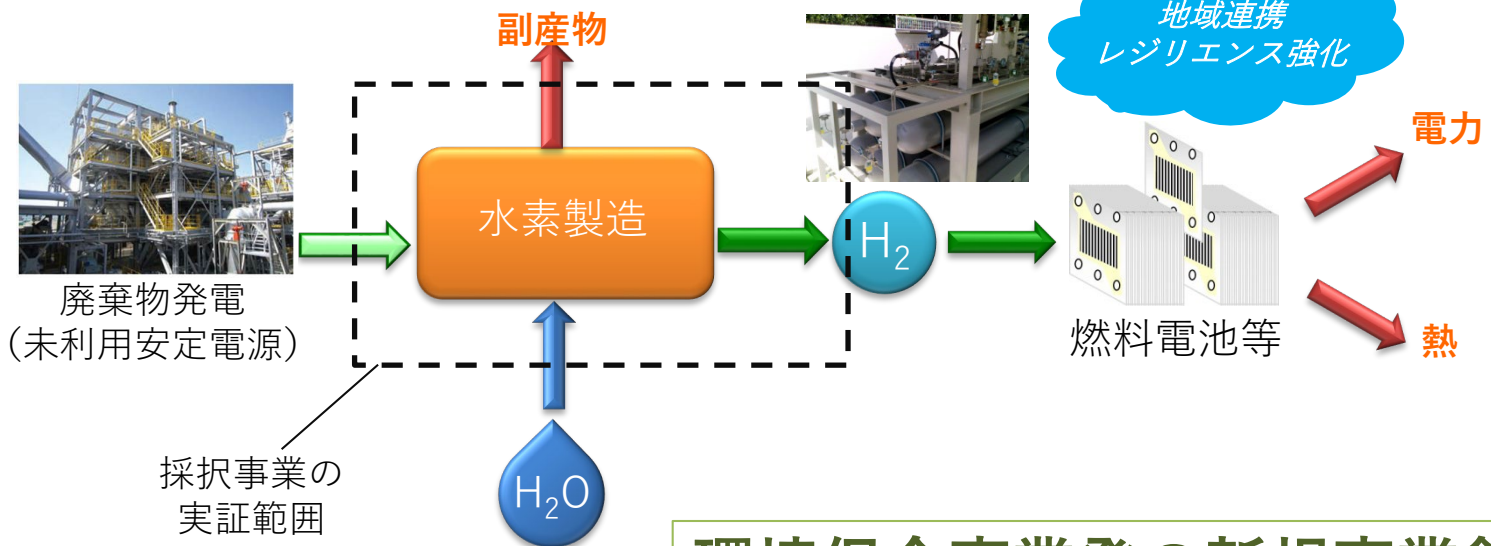 地域連携
レジリエンス強化
副産物
電力
水素製造
H₂
廃棄物発電
（未利用安定電源）
燃料電池等
熱
採択事業の
実証範囲
H₂O